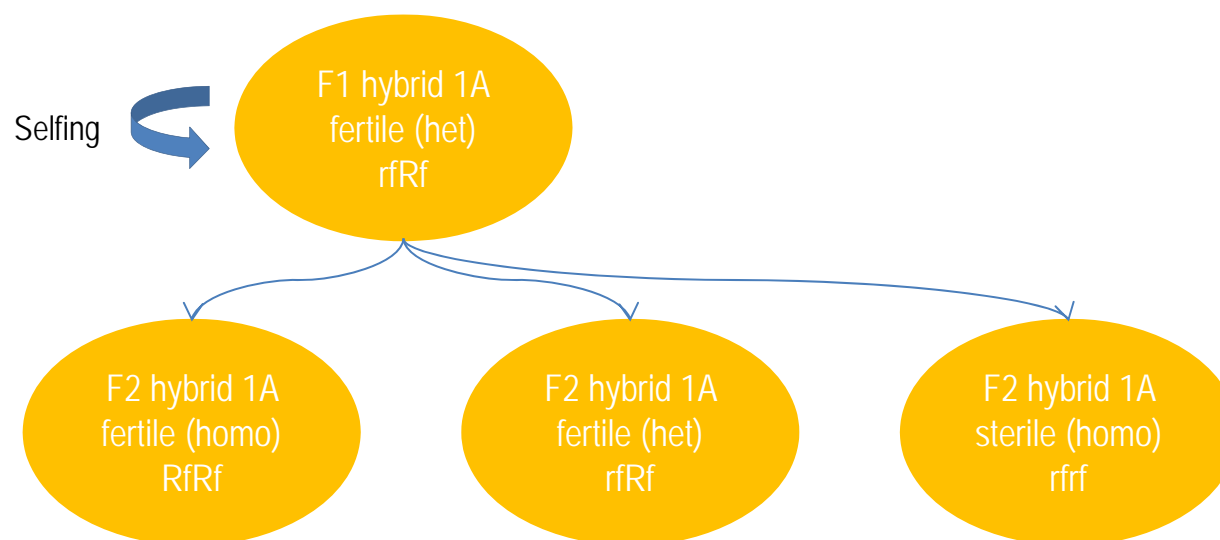 Selfing
F1 hybrid 1A
fertile (het)
rfRf
F2 hybrid 1A
fertile (homo)
RfRf
F2 hybrid 1A
fertile (het)
rfRf
F2 hybrid 1A
sterile (homo)
rfrf